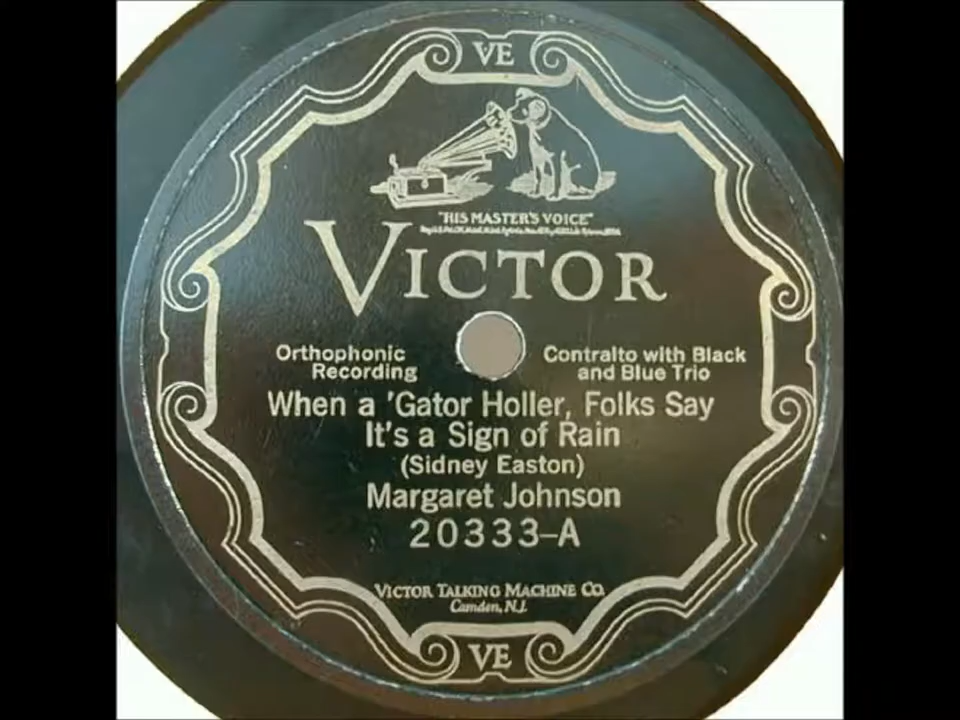 VE
"HIS MASTER'S VOICE"
VICTOR
Orthophonic
Recording
Contralto with Black
and Blue Trio
When a 'Gator Holler, Folks Say
It's a Sign of Rain
(Sidney Easton)
Margaret Johnson
20333-A
VICTOR TALKING MACHINE CO.
Camden, N.J.
VE